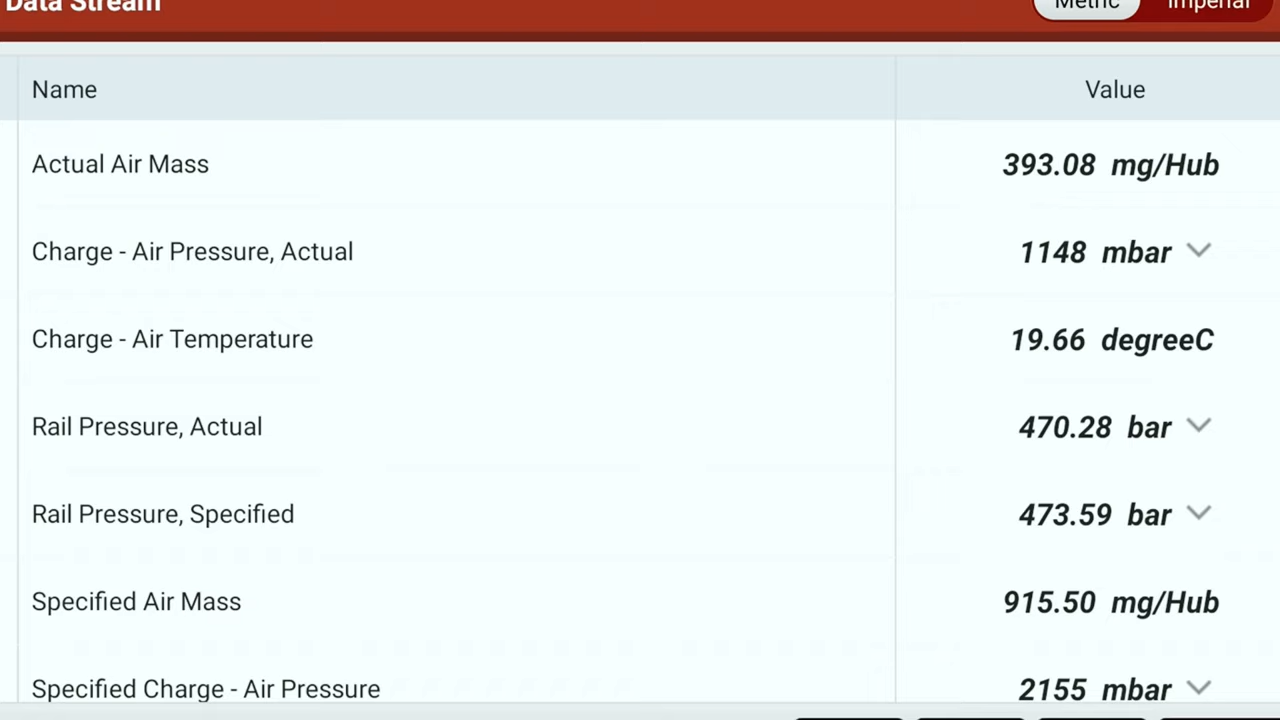 Data Stream
Metric Imperial
Name Value
Actual Air Mass 393.08 mg/Hub
Charge - Air Pressure, Actual 1148 mbar
Charge - Air Temperature 19.66 degreeC
Rail Pressure, Actual 470.28 bar
Rail Pressure, Specified 473.59 bar
Specified Air Mass 915.50 mg/Hub
Specified Charge - Air Pressure 2155 mbar